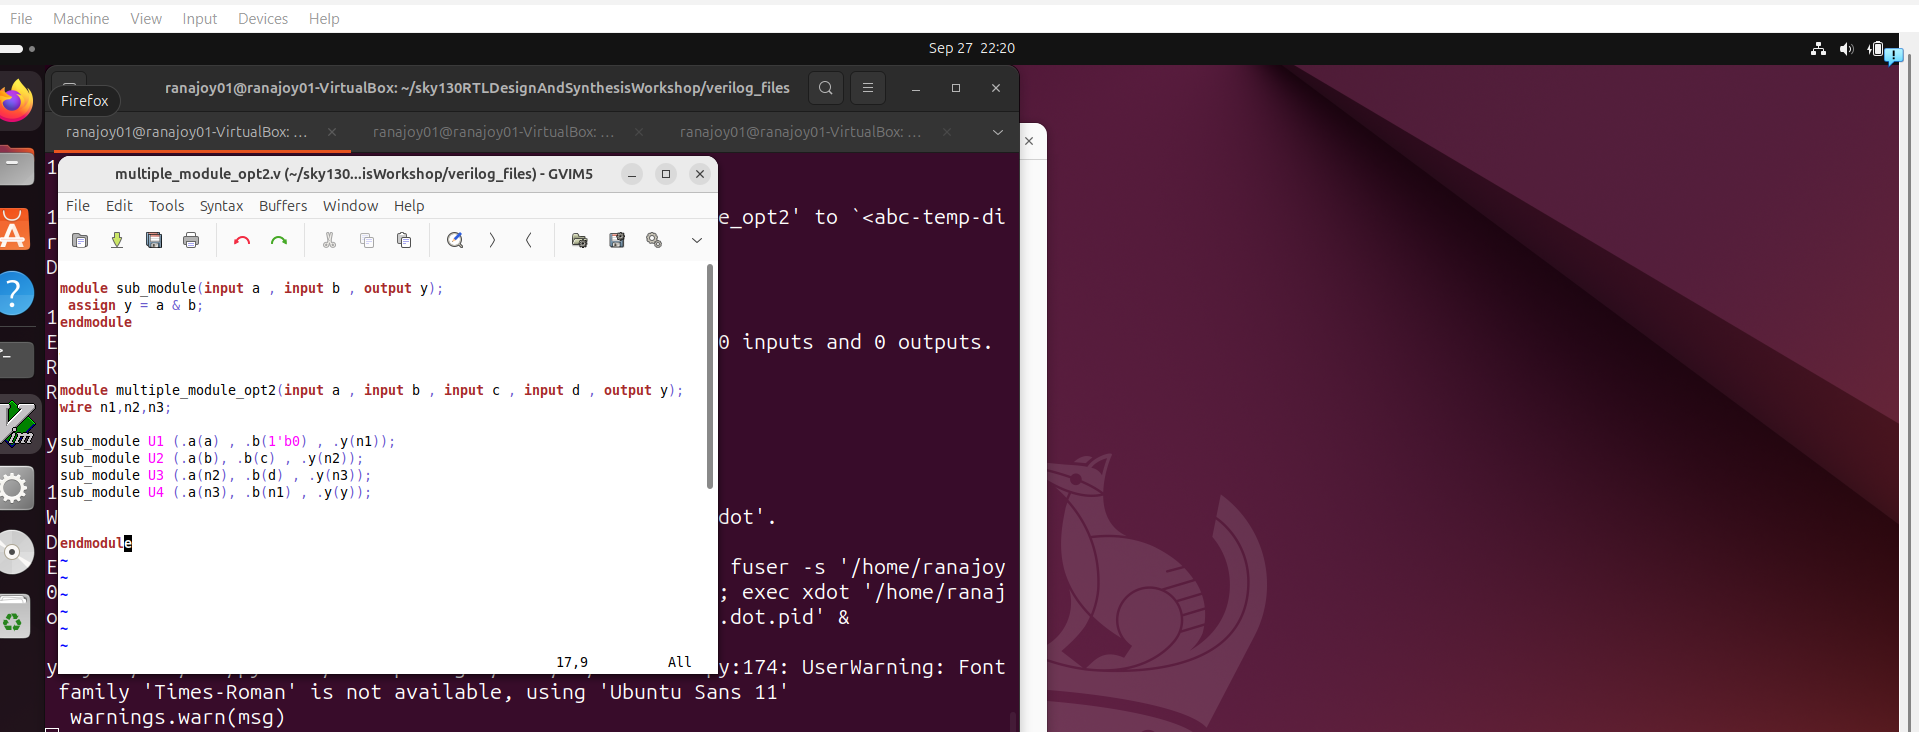 File Machine View Input Devices Help
Sep 27 22:20
ranajoy01@ranajoy01-VirtualBox: ~/sky130RTLDesignAndSynthesisWorkshop/verilog_files
Firefox
ranajoy01@ranajoy01-VirtualBox: ... ranajoy01@ranajoy01-VirtualBox: ... ranajoy01@ranajoy01-VirtualBox: ...
multiple_module_opt2.v (~/sky130...isWorkshop/verilog_files) - GVIM5
File Edit Tools Syntax Buffers Window Help
module sub_module(input a , input b , output y);
assign y = a & b;
endmodule
module multiple_module_opt2(input a , input b , input c , input d , output y);
wire n1,n2,n3;
sub_module U1 (.a(a) , .b(1'b0) , .y(n1));
sub_module U2 (.a(b), .b(c) , .y(n2));
sub_module U3 (.a(n2), .b(d) , .y(n3));
sub_module U4 (.a(n3), .b(n1) , .y(y));
endmodule
~
~
~
~
~
~
17,9 All
1
1 e_opt2' to `<abc-temp-di
r
D
1
E 0 inputs and 0 outputs.
R
R
y
1
W dot'.
D
E fuser -s '/home/ranajoy
0 ; exec xdot '/home/ranaj
o .dot.pid' &
y y:174: UserWarning: Font
family 'Times-Roman' is not available, using 'Ubuntu Sans 11'
warnings.warn(msg)